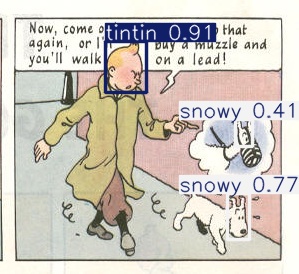 Now, come o
that
again, or I'
buy a muzzle and
you'll walk
on a lead!
tintin 0.91
snowy 0.41
snowy 0.77